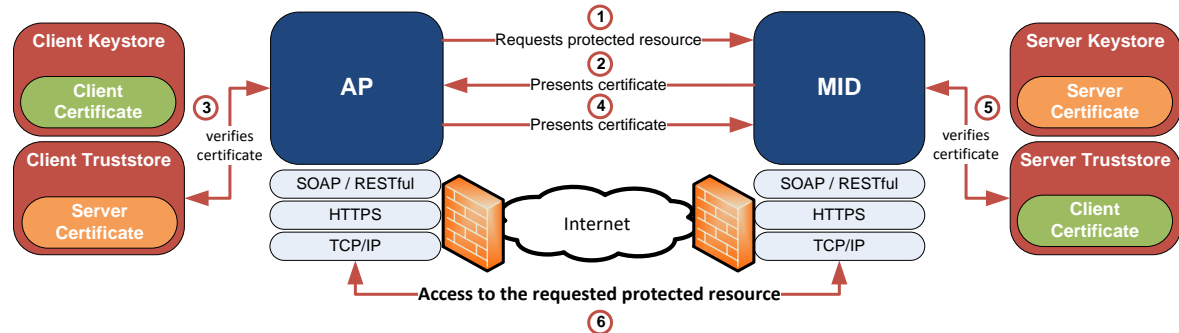 Client Keystore
Client
Certificate
Client Truststore
Server
Certificate
3
verifies
certificate
AP
SOAP / RESTful
HTTPS
TCP/IP
1
Requests protected resource
2
Presents certificate
4
Presents certificate
Internet
MID
SOAP / RESTful
HTTPS
TCP/IP
5
verifies
certificate
Server Keystore
Server
Certificate
Server Truststore
Client
Certificate
Access to the requested protected resource
6